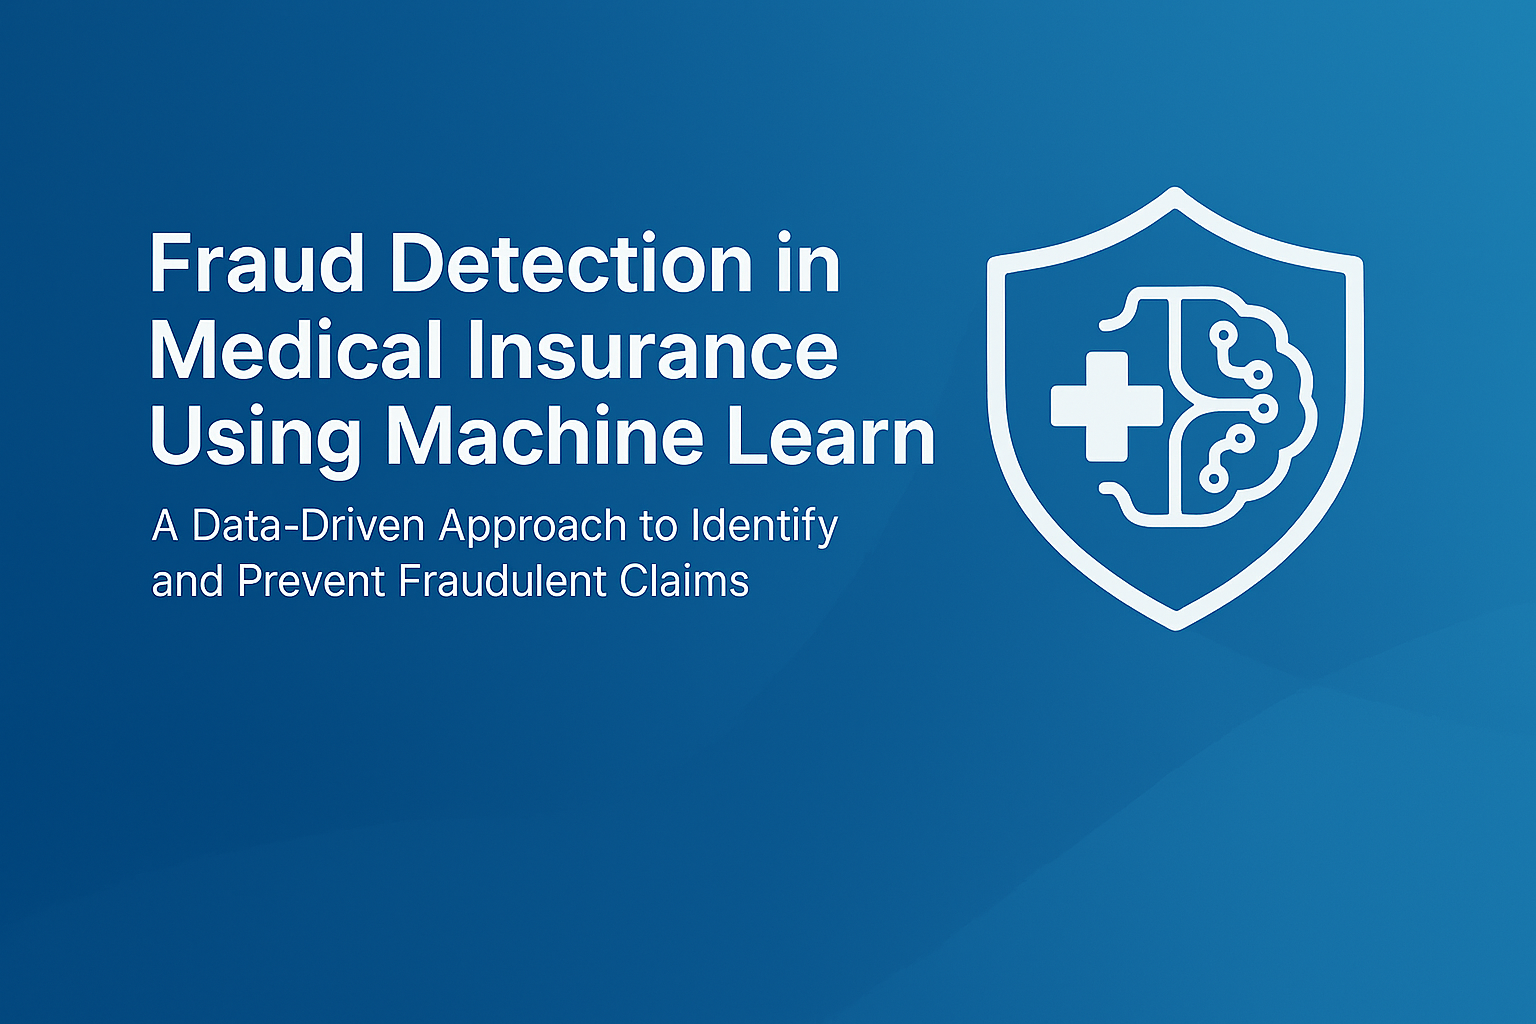 Fraud Detection in
Medical Insurance
Using Machine Learn
A Data-Driven Approach to Identify
and Prevent Fraudulent Claims